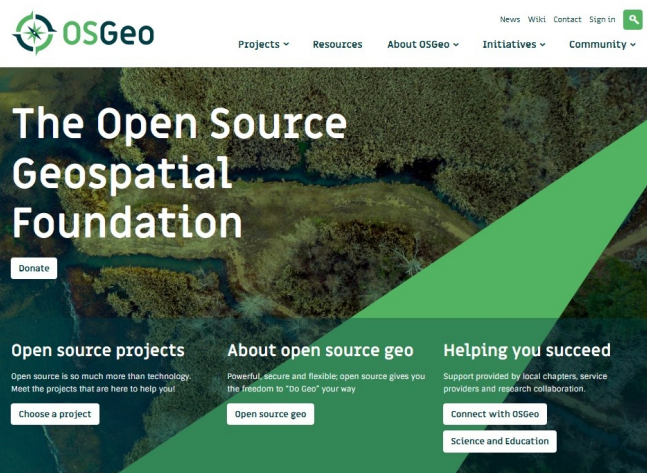 OSGeo
News Wiki Contact Sign in
Projects Resources About OSGeo Initiatives Community
The Open Source
Geospatial
Foundation
Donate
Open source projects
Open source is so much more than technology.
Meet the projects that are here to help you!
Choose a project
About open source geo
Powerful, secure and flexible; open source gives you
the freedom to "Do Geo" your way
Open source geo
Helping you succeed
Support provided by local chapters, service
providers and research collaboration.
Connect with OSGeo
Science and Education